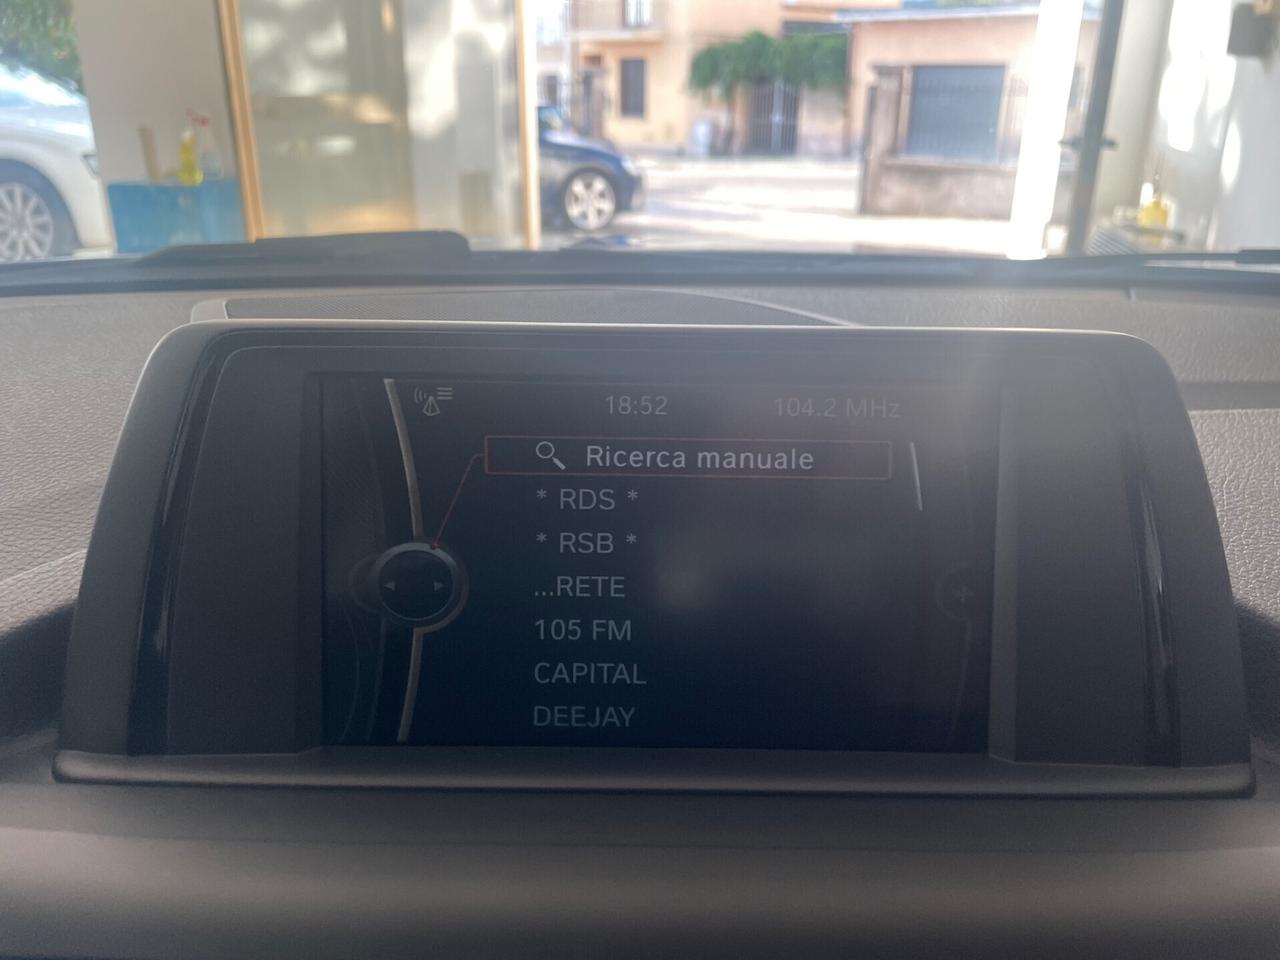 18:52 104.2 MHz
Ricerca manuale
* RDS *
* RSB *
...RETE
105 FM
CAPITAL
DEEJAY